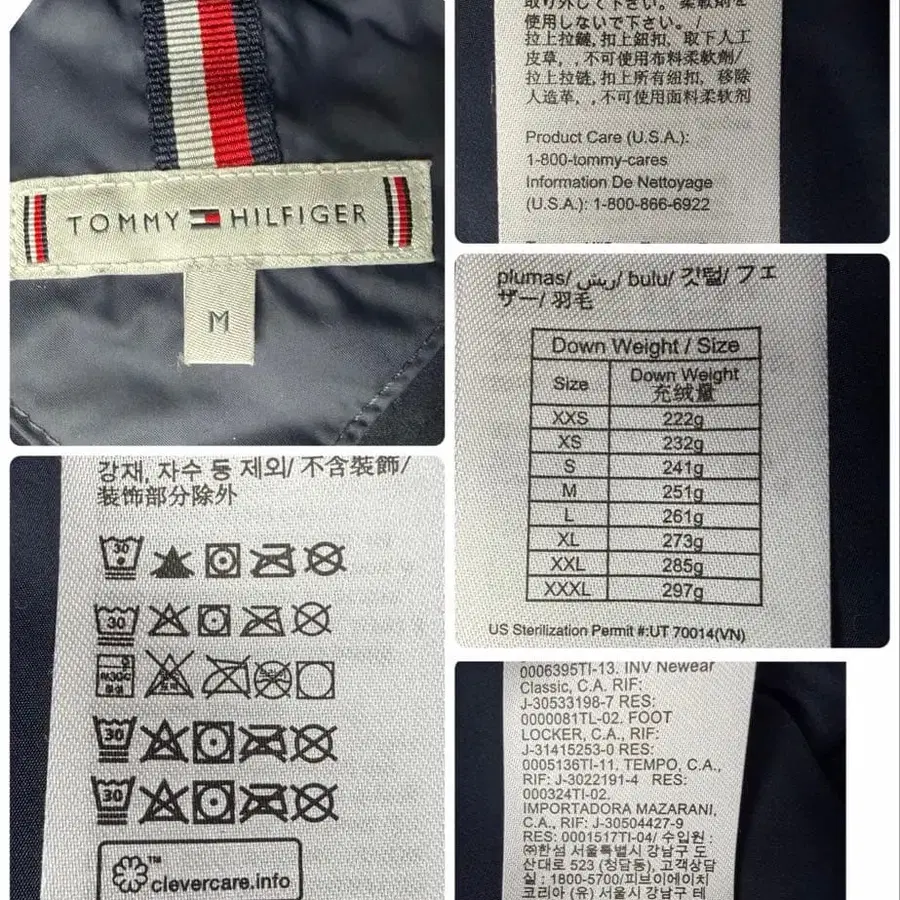 TOMMY HILFIGER
M
取り外して下さい。柔軟剤を
使用しないで下さい。/
拉上拉鏈,扣上鈕扣, 取下人工
皮草, , 不可使用布料柔軟劑/
拉上拉链,扣上所有纽扣, 移除
人造革, , 不可使用面料柔软剂
Product Care (U.S.A.):
1-800-tommy-cares
Information De Nettoyage
(U.S.A.): 1-800-866-6922
plumas/ ريش/ bulu/ 깃털/ フェ
ザー/ 羽毛
Down Weight / Size
Size Down Weight 充绒量
XXS 222g
XS 232g
S 241g
M 251g
L 261g
XL 273g
XXL 285g
XXXL 297g
US Sterilization Permit #:UT 70014(VN)
강재, 자수 등 제외/ 不含裝飾/
装饰部分除外
30
30
30
30
clevercare.info
TM
0006395TI-13. INV Newear
Classic, C.A. RIF:
J-30533198-7 RES:
0000081TL-02. FOOT
LOCKER, C.A., RIF:
J-31415253-0 RES:
0005136TI-11. TEMPO, C.A.,
RIF: J-3022191-4 RES:
000324TI-02.
IMPORTADORA MAZARANI,
C.A., RIF: J-30504427-9
RES: 0001517TI-04/ 수입원 :
㈜한섬 서울특별시 강남구 도
산대로 523 (청담동), 고객상담
실 : 1800-5700/피브이에이치
코리아 (유) 서울시 강남구 테